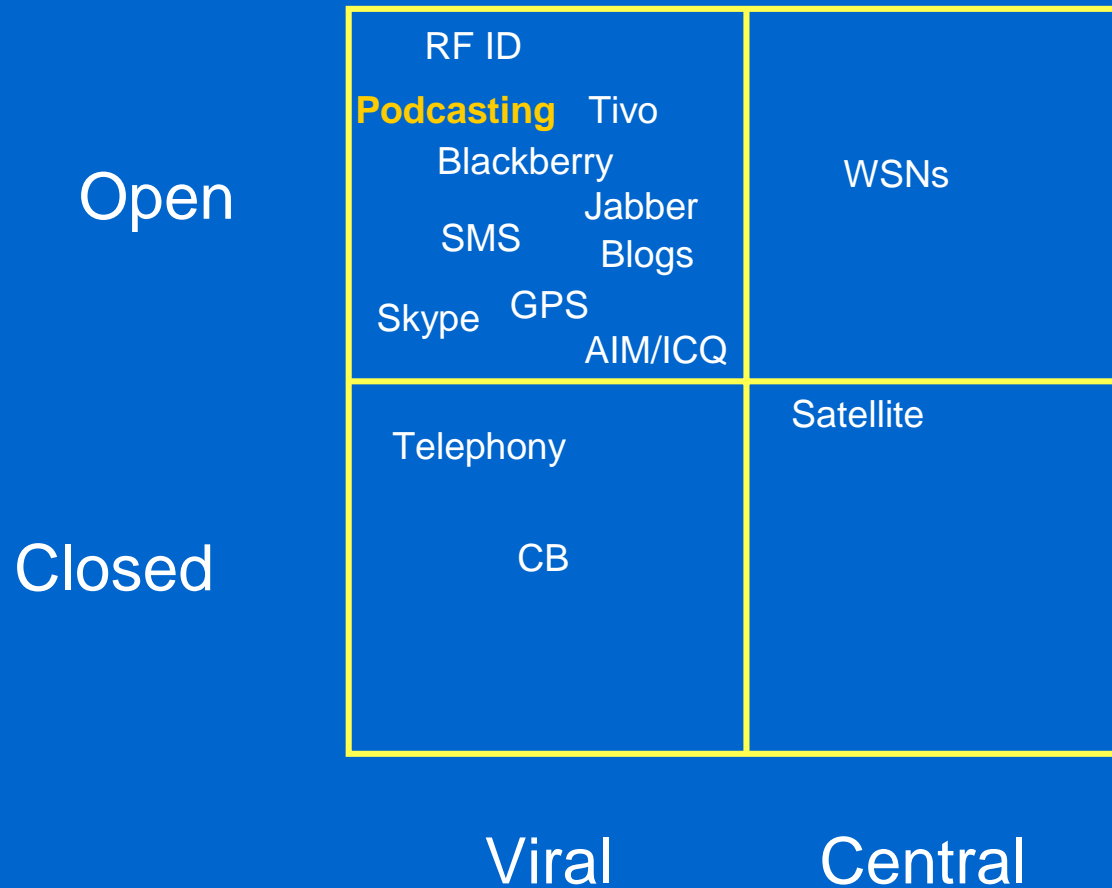 RF ID
Podcasting Tivo
Blackberry
WSNs
Open
Jabber
SMS
Blogs
Skype GPS
AIM/ICQ
Satellite
Telephony
CB
Closed
Viral Central